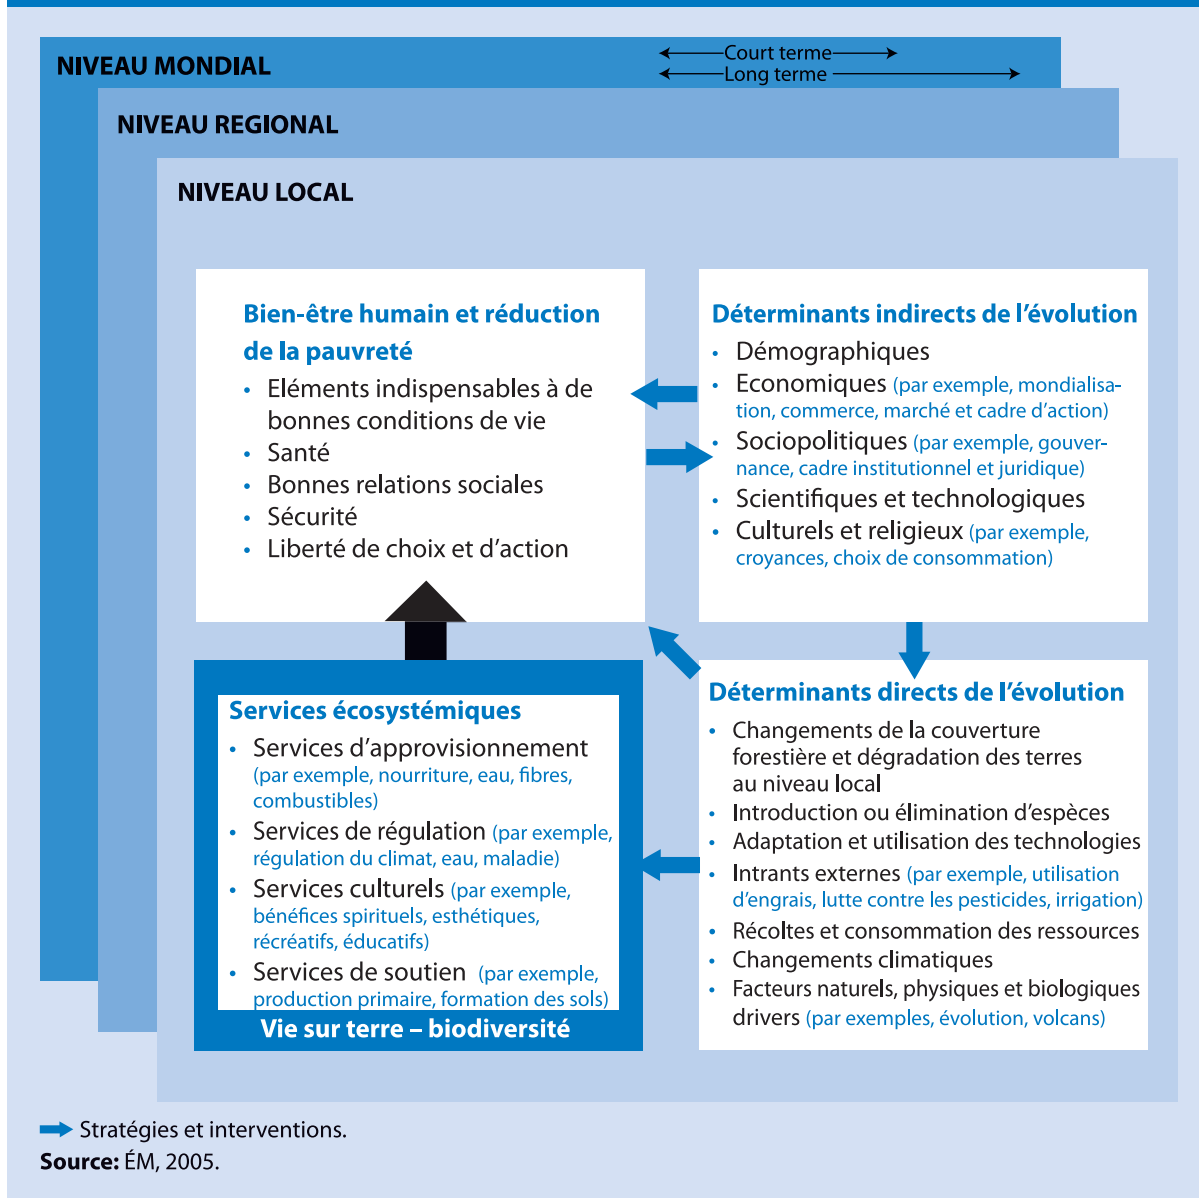 NIVEAU MONDIAL
Court terme
Long terme
NIVEAU REGIONAL
NIVEAU LOCAL
Bien-être humain et réduction
de la pauvreté
• Eléments indispensables à de
bonnes conditions de vie
• Santé
• Bonnes relations sociales
• Sécurité
• Liberté de choix et d’action
Déterminants indirects de l’évolution
• Démographiques
• Economiques (par exemple, mondialisa-
tion, commerce, marché et cadre d’action)
• Sociopolitiques (par exemple, gouver-
nance, cadre institutionnel et juridique)
• Scientifiques et technologiques
• Culturels et religieux (par exemple,
croyances, choix de consommation)
Services écosystémiques
• Services d’approvisionnement
(par exemple, nourriture, eau, fibres,
combustibles)
• Services de régulation (par exemple,
régulation du climat, eau, maladie)
• Services culturels (par exemple,
bénéfices spirituels, esthétiques,
récréatifs, éducatifs)
• Services de soutien (par exemple,
production primaire, formation des sols)
Vie sur terre – biodiversité
Déterminants directs de l’évolution
• Changements de la couverture
forestière et dégradation des terres
au niveau local
• Introduction ou élimination d’espèces
• Adaptation et utilisation des technologies
• Intrants externes (par exemple, utilisation
d’engrais, lutte contre les pesticides, irrigation)
• Récoltes et consommation des ressources
• Changements climatiques
• Facteurs naturels, physiques et biologiques
drivers (par exemples, évolution, volcans)
Stratégies et interventions.
Source: ÉM, 2005.